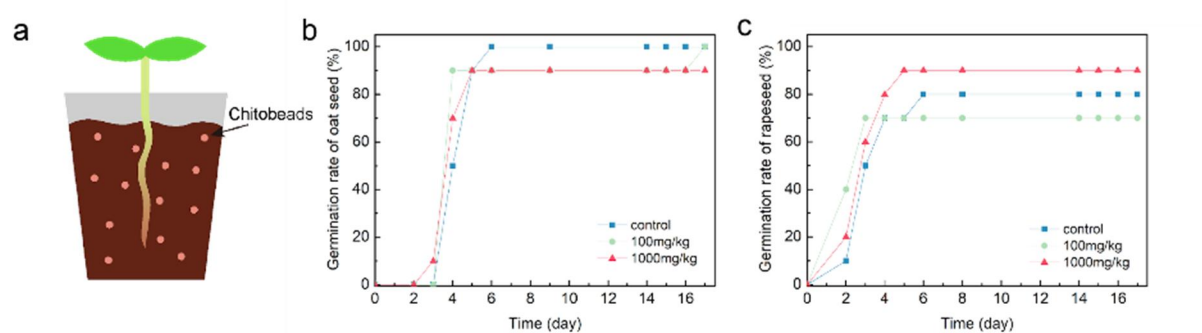 a
Chitobeads
b
Germination rate of oat seed (%)
100
80
60
40
20
0
control
100mg/kg
1000mg/kg
0 2 4 6 8 10 12 14 16
Time (day)
c
Germination rate of rapeseed (%)
100
80
60
40
20
0
control
100mg/kg
1000mg/kg
0 2 4 6 8 10 12 14 16
Time (day)